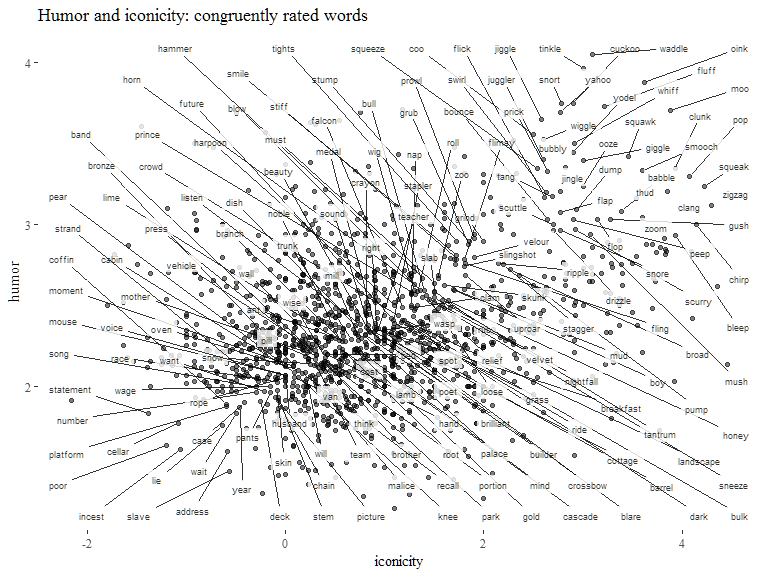 Humor and iconicity: congruently rated words
hammer tights squeeze coo flick jiggle tinkle cuckoo waddle oink
4
horn smile stump prowl swirl juggler snort yahoo fluff
whiff moo
future blow stiff bull grub bounce prick yodel
falcon wiggle squawk clunk pop
band prince harpoon must medal wig nap roll flimsy bubbly ooze giggle smooch
bronze crowd beauty crayon stapler zoo tang jingle dump babble squeak
pear lime listen dish noble sound teacher grind scuttle flap thud clang zigzag
3
strand press branch trunk right slab velour flop zoom gush
coffin cabin vehicle wall mill slingshot ripple snore peep chirp
moment mother ant wise clam skunk drizzle scurry
mouse voice oven pill wasp uproar stagger fling bleep
song race want snow spot relief velvet mud broad
humor
2
statement wage rope van lamb poet loose grass nightfall boy mush
number husband think hand brilliant breakfast pump
platform cellar case pants will team brother root palace builder ride tantrum honey
poor lie wait skin cottage landscape
year chain malice recall portion mind crossbow barrel sneeze
incest slave address deck stem picture knee park gold cascade blare dark bulk
-2 0 2 4
iconicity